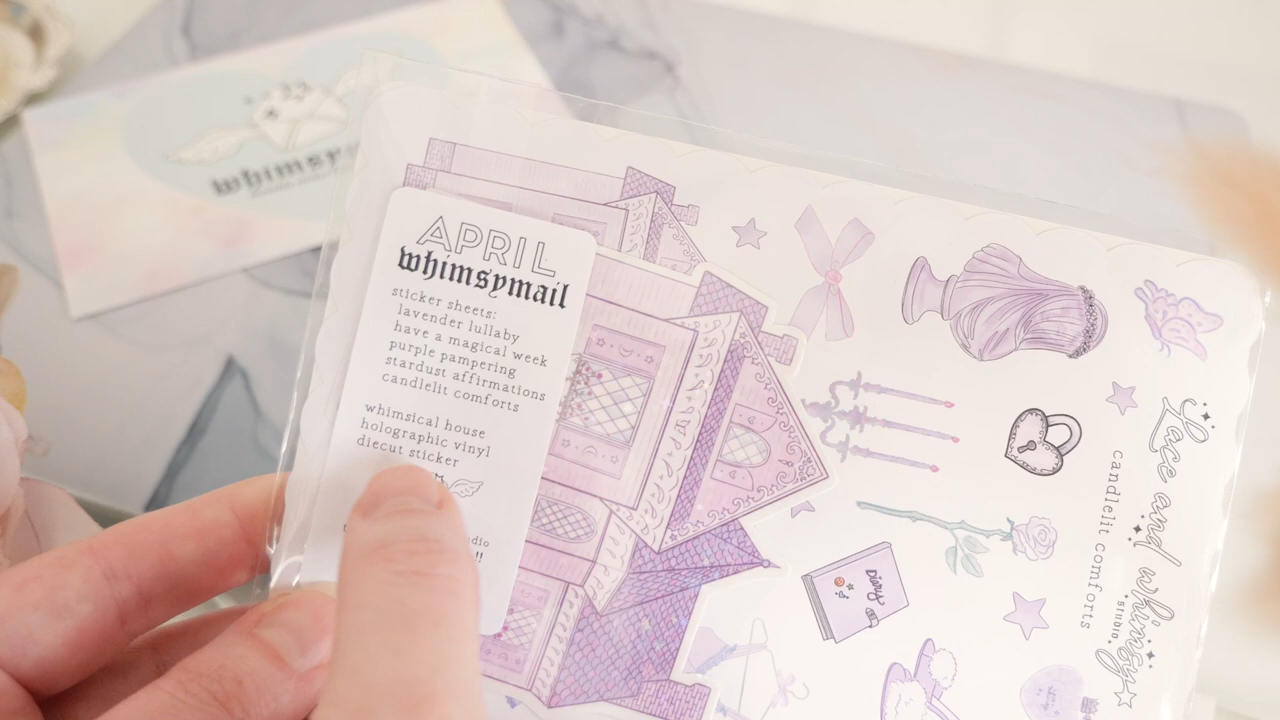 whimsy
APRIL
whimsymail
sticker sheets:
lavender lullaby
have a magical week
purple pampering
stardust affirmations
candlelit comforts
whimsical house
holographic vinyl
diecut sticker
Lace and whimsy
studio
candlelit comforts
Diary